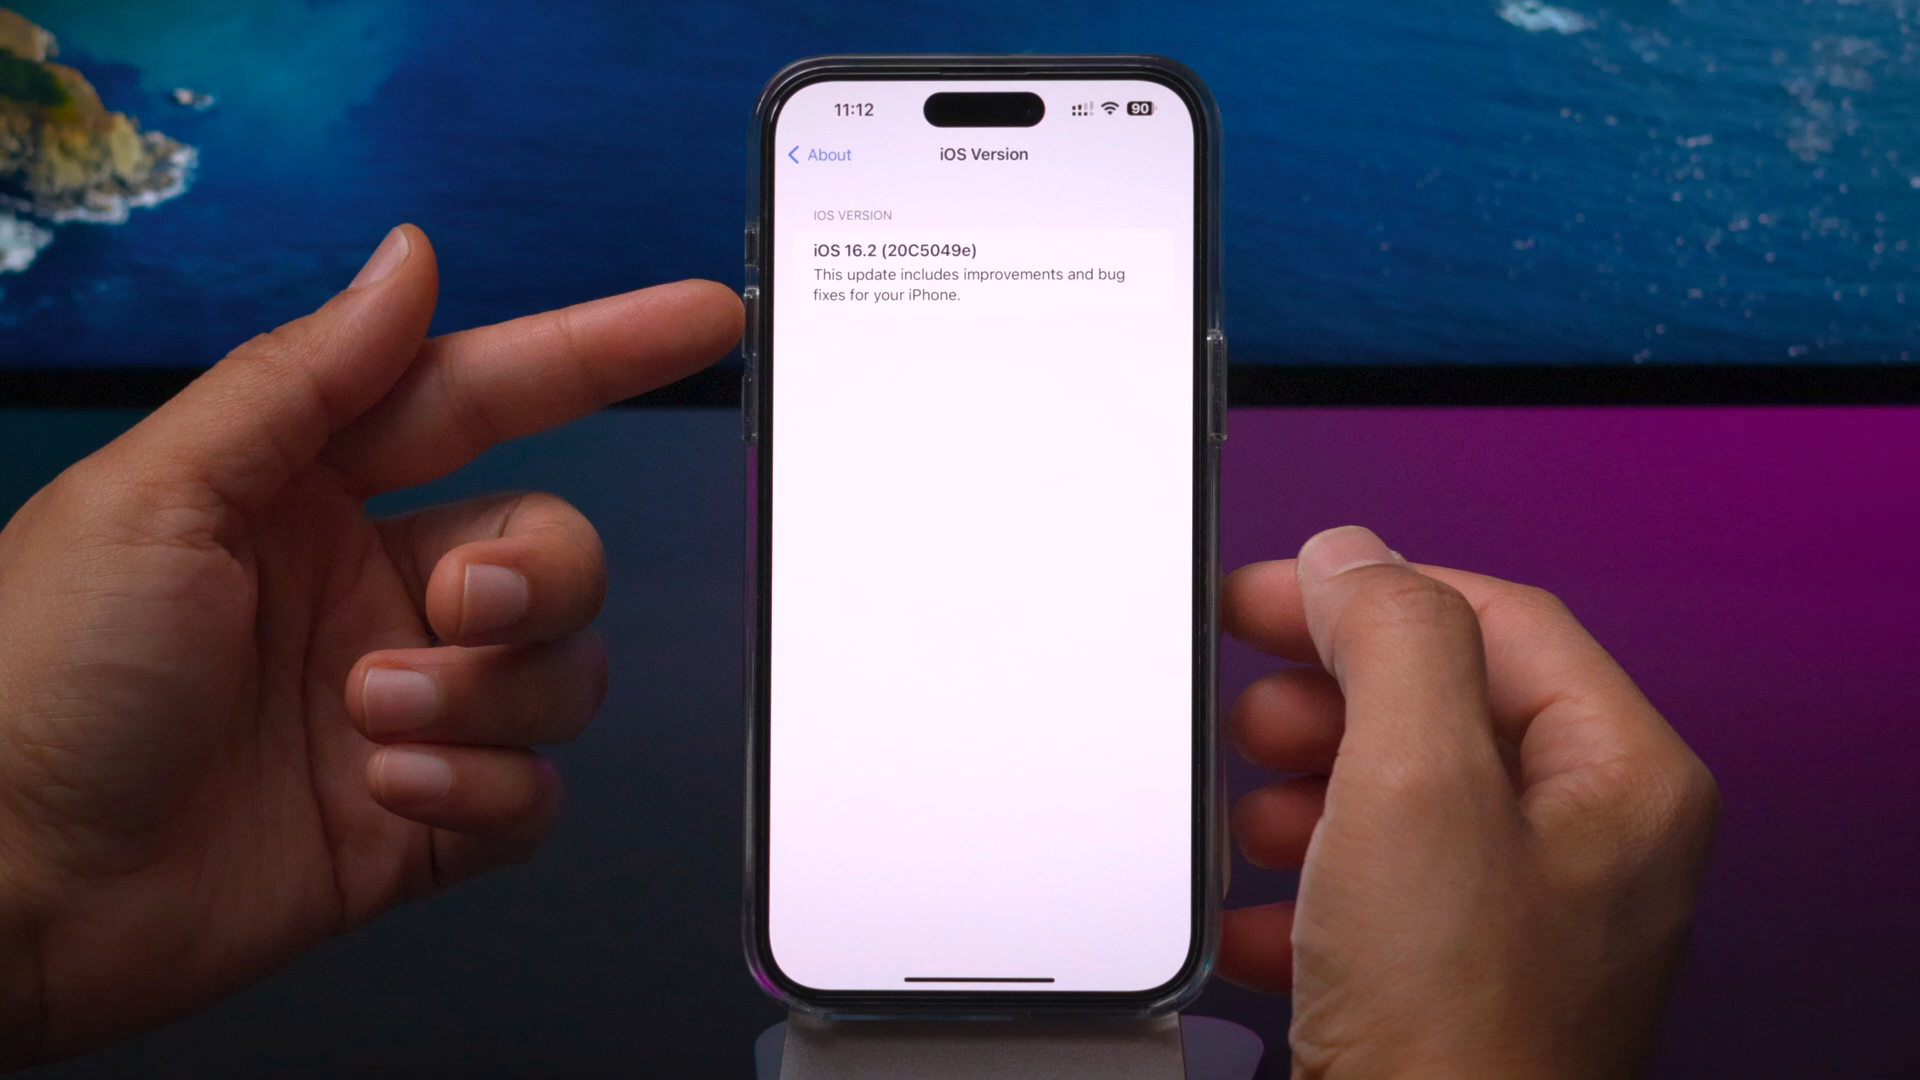 11:12
90
About
iOS Version
IOS VERSION
iOS 16.2 (20C5049e)
This update includes improvements and bug
fixes for your iPhone.